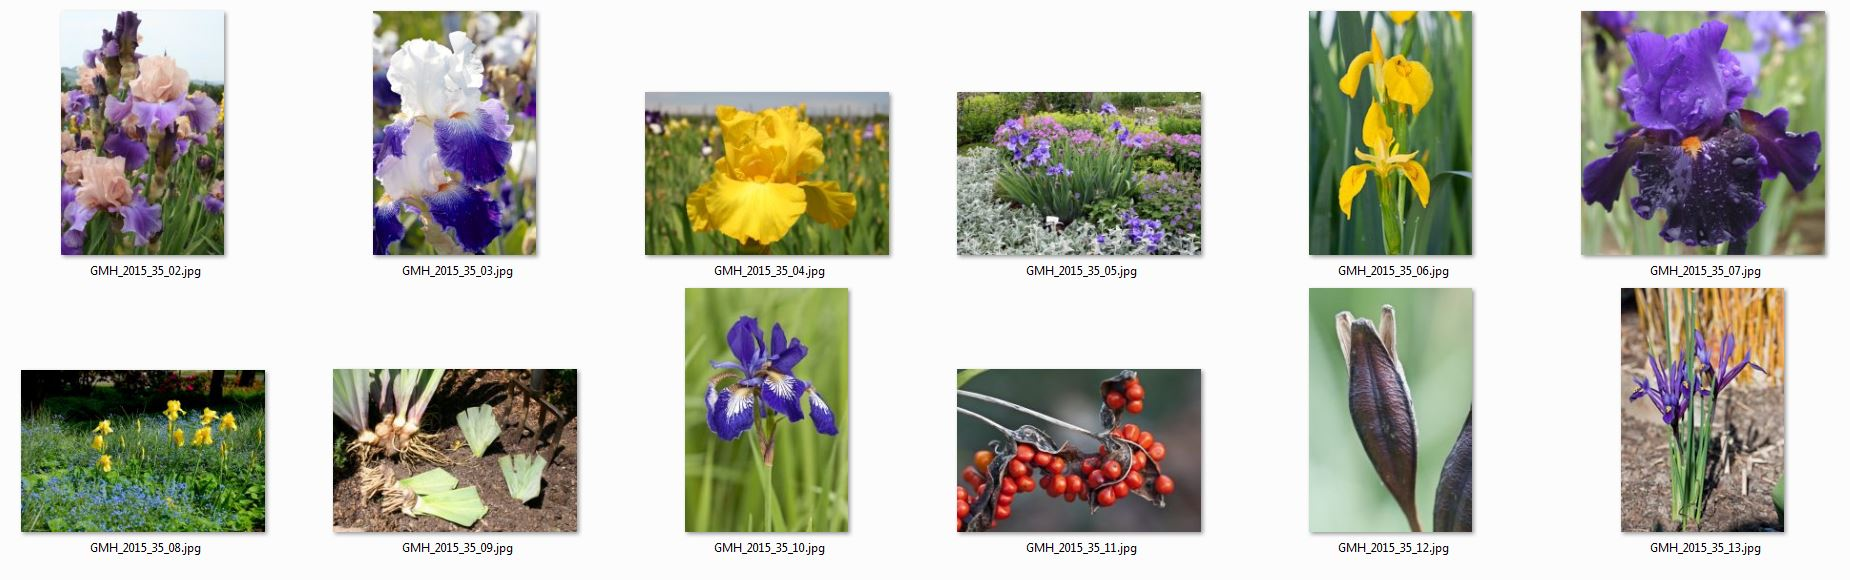 GMH_2015_35_02.jpg
GMH_2015_35_03.jpg
GMH_2015_35_04.jpg
GMH_2015_35_05.jpg
GMH_2015_35_06.jpg
GMH_2015_35_07.jpg
GMH_2015_35_08.jpg
GMH_2015_35_09.jpg
GMH_2015_35_10.jpg
GMH_2015_35_11.jpg
GMH_2015_35_12.jpg
GMH_2015_35_13.jpg